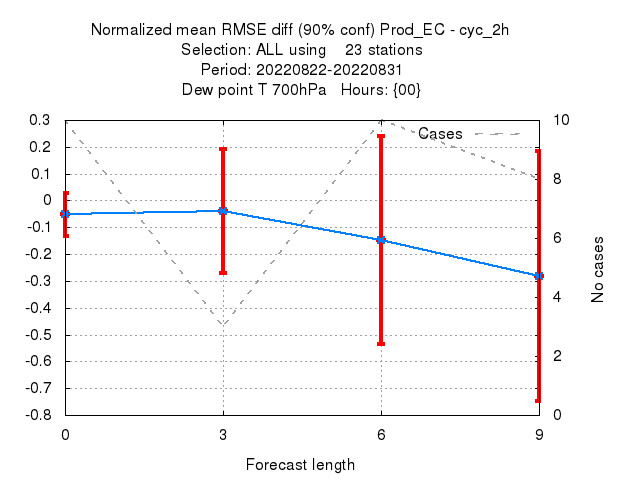 Normalized mean RMSE diff (90% conf) Prod_EC - cyc_2h
Selection: ALL using 23 stations
Period: 20220822-20220831
Dew point T 700hPa Hours: {00}
Cases
0.3
0.2
0.1
0
-0.1
-0.2
-0.3
-0.4
-0.5
-0.6
-0.7
-0.8
10
8
6
4
2
0
No cases
0 3 6 9
Forecast length